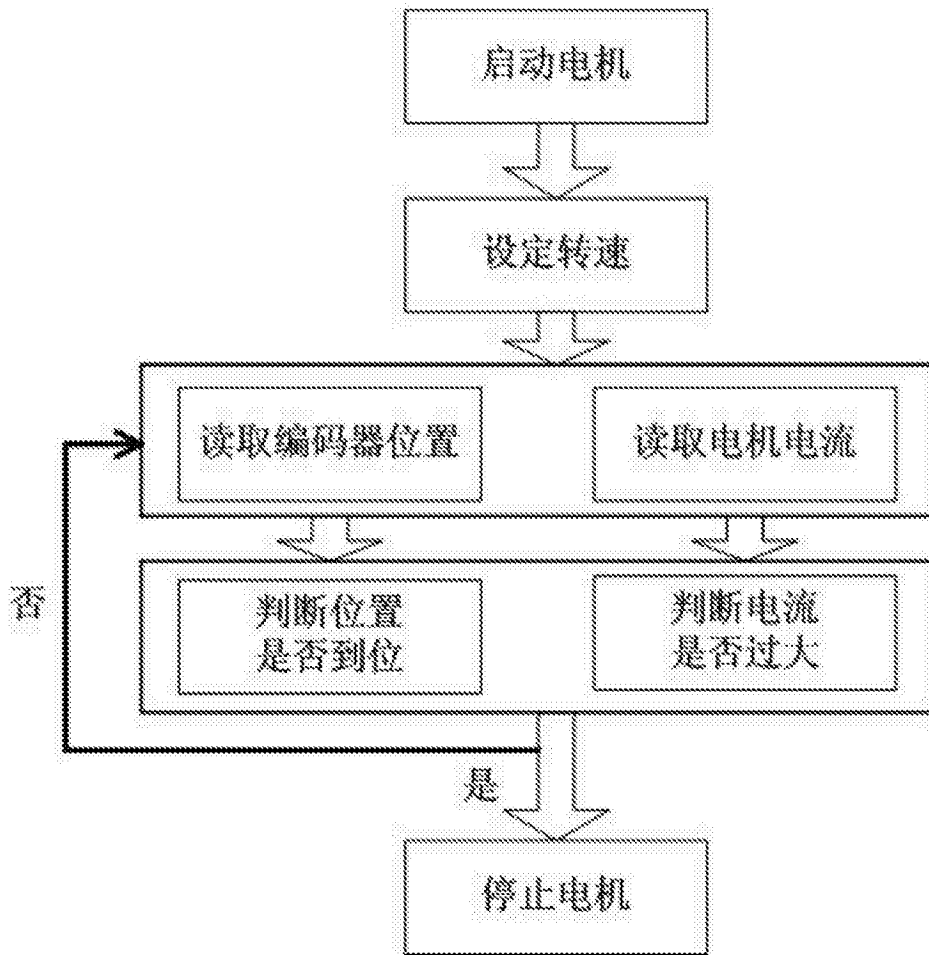 启动电机
设定转速
读取编码器位置
读取电机电流
判断位置
是否到位
判断电流
是否过大
否
是
停止电机